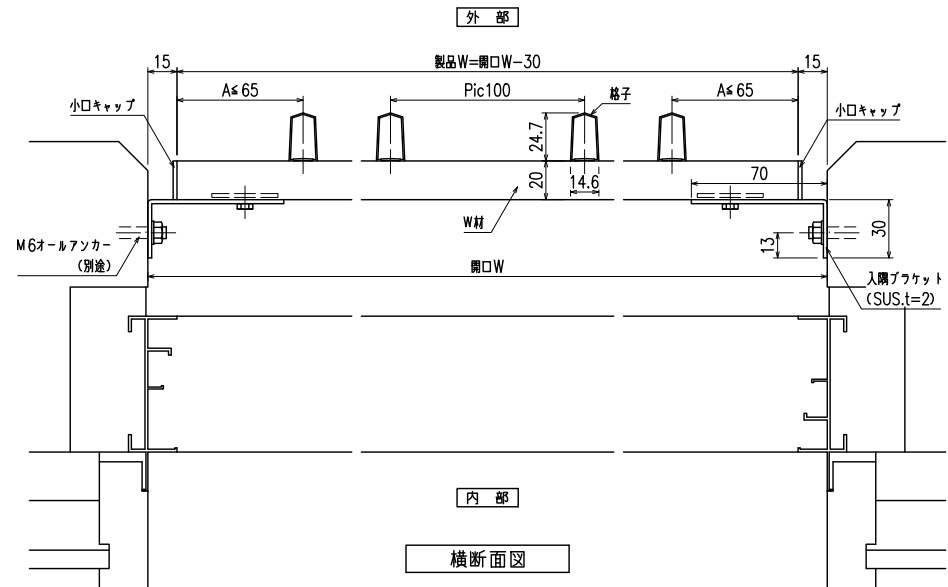 外 部
15
製品W=開口W-30
15
A≦65
Pic100
格子
A≦65
小口キャップ
小口キャップ
24.7
20
14.6
70
W材
M6オールアンカー
(別途)
13
30
開口W
入隅ブラケット
(SUS.t=2)
内 部
横断面図